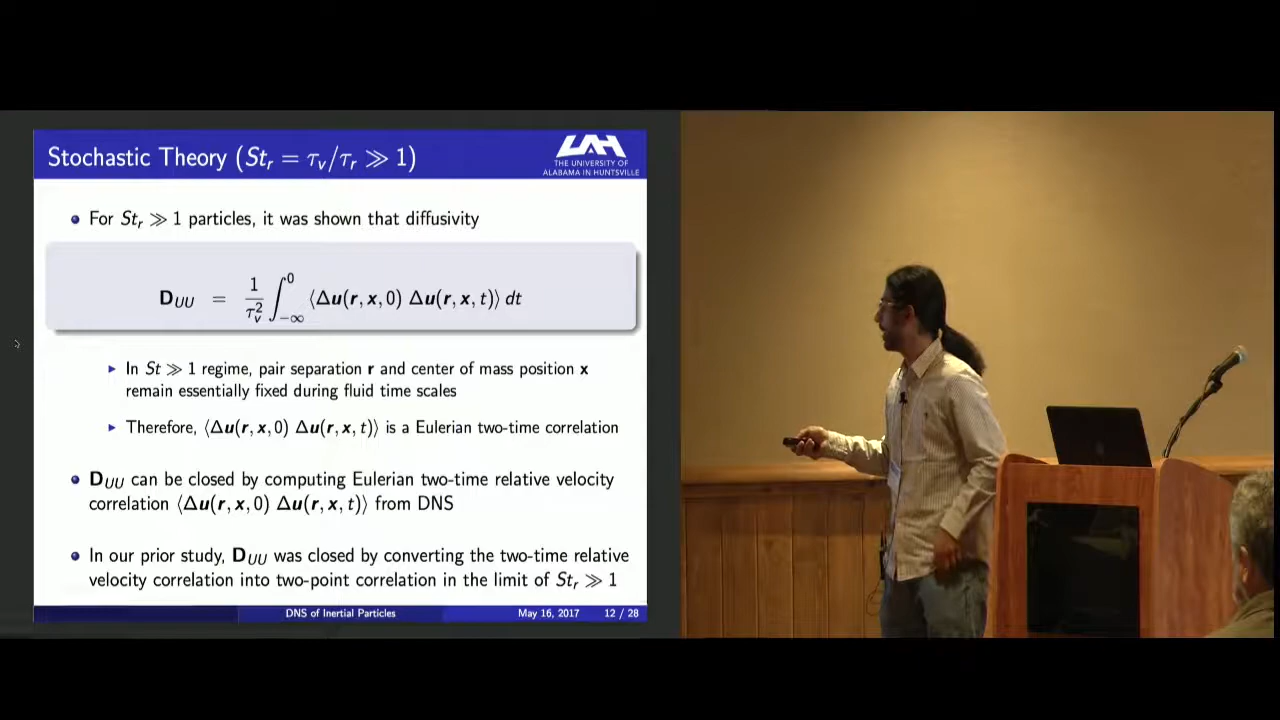 Stochastic Theory (St_r = τ_v/τ_r ≫ 1)
UAH
THE UNIVERSITY OF
ALABAMA IN HUNTSVILLE
For St_r ≫ 1 particles, it was shown that diffusivity
D_UU = 1/τ_v^2 ∫_{-∞}^{0} ⟨Δu(r, x, 0) Δu(r, x, t)⟩ dt
In St ≫ 1 regime, pair separation r and center of mass position x
remain essentially fixed during fluid time scales
Therefore, ⟨Δu(r, x, 0) Δu(r, x, t)⟩ is a Eulerian two-time correlation
D_UU can be closed by computing Eulerian two-time relative velocity
correlation ⟨Δu(r, x, 0) Δu(r, x, t)⟩ from DNS
In our prior study, D_UU was closed by converting the two-time relative
velocity correlation into two-point correlation in the limit of St_r ≫ 1
DNS of Inertial Particles
May 16, 2017
12 / 28